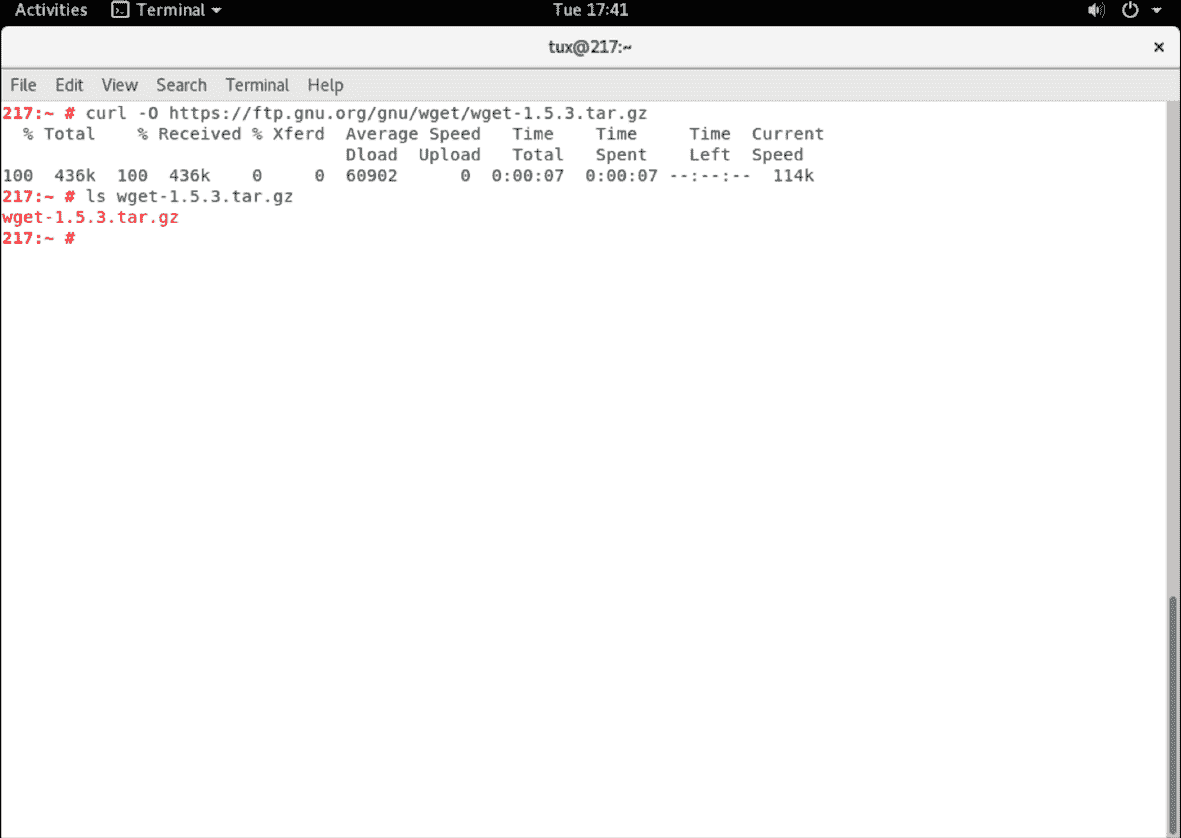 Activities Terminal Tue 17:41
tux@217:~
File Edit View Search Terminal Help
217:~ # curl -O https://ftp.gnu.org/gnu/wget/wget-1.5.3.tar.gz
  % Total    % Received % Xferd  Average Speed   Time    Time     Time  Current
                                 Dload  Upload   Total   Spent    Left  Speed
100  436k  100  436k    0     0  60902      0  0:00:07  0:00:07 --:--:--  114k
217:~ # ls wget-1.5.3.tar.gz
wget-1.5.3.tar.gz
217:~ #